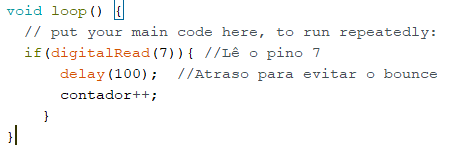 void loop() {
// put your main code here, to run repeatedly:
if(digitalRead(7)){ //Lê o pino 7
delay(100);  //Atraso para evitar o bounce
contador++;
}
}